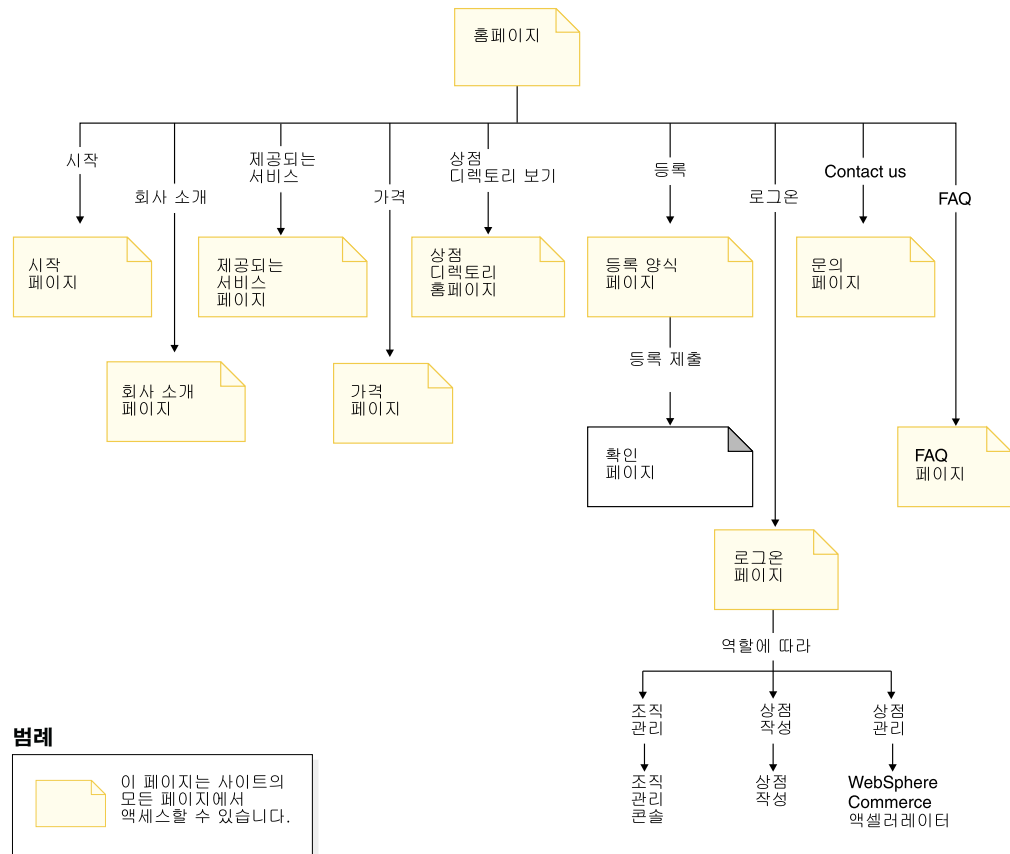 홈페이지
시작
제공되는
서비스
상점
디렉토리 보기
등록
Contact us
회사 소개
가격
로그온
FAQ
시작
페이지
제공되는
서비스
페이지
상점
디렉토리
홈페이지
등록 양식
페이지
문의
페이지
등록 제출
회사 소개
페이지
가격
페이지
확인
페이지
FAQ
페이지
로그온
페이지
역할에 따라
조직
관리
상점
작성
상점
관리
조직
관리
콘솔
상점
작성
WebSphere
Commerce
액셀러레이터
범례
이 페이지는 사이트의
모든 페이지에서
액세스할 수 있습니다.